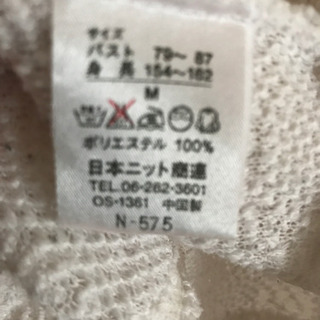 サイズ
バスト 79〜 87
身 長 154〜162
M
ポリエステル 100%
日本ニット商連
TEL.06-262-3601
OS-1361 中国製
N-575